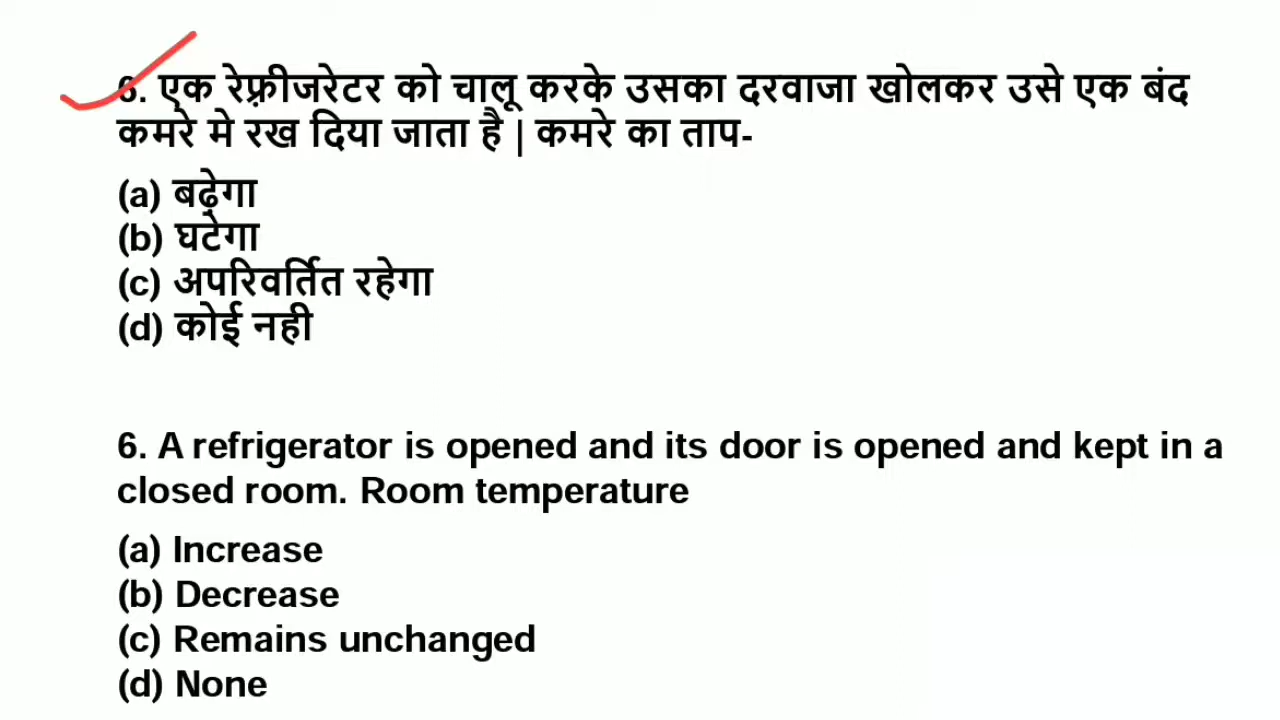 6. एक रेफ़्रीजरेटर को चालू करके उसका दरवाजा खोलकर उसे एक बंद
कमरे मे रख दिया जाता है | कमरे का ताप-
(a) बढ़ेगा
(b) घटेगा
(c) अपरिवर्तित रहेगा
(d) कोई नही
6. A refrigerator is opened and its door is opened and kept in a
closed room. Room temperature
(a) Increase
(b) Decrease
(c) Remains unchanged
(d) None